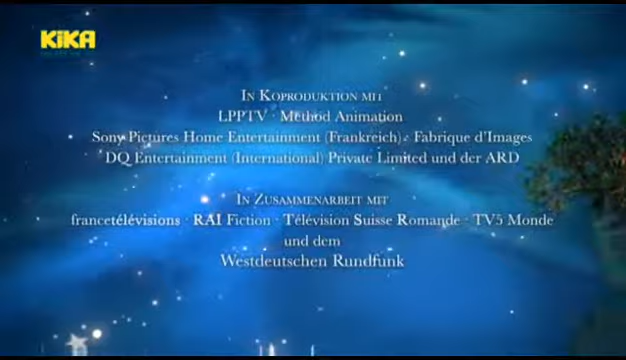 KiKA
In Koproduktion mit
LPPTV · Method Animation
Sony Pictures Home Entertainment (Frankreich) · Fabrique d'Images
DQ Entertainment (International) Private Limited und der ARD
In Zusammenarbeit mit
francetélévisions · RAI Fiction · Télévision Suisse Romande · TV5 Monde
und dem
Westdeutschen Rundfunk